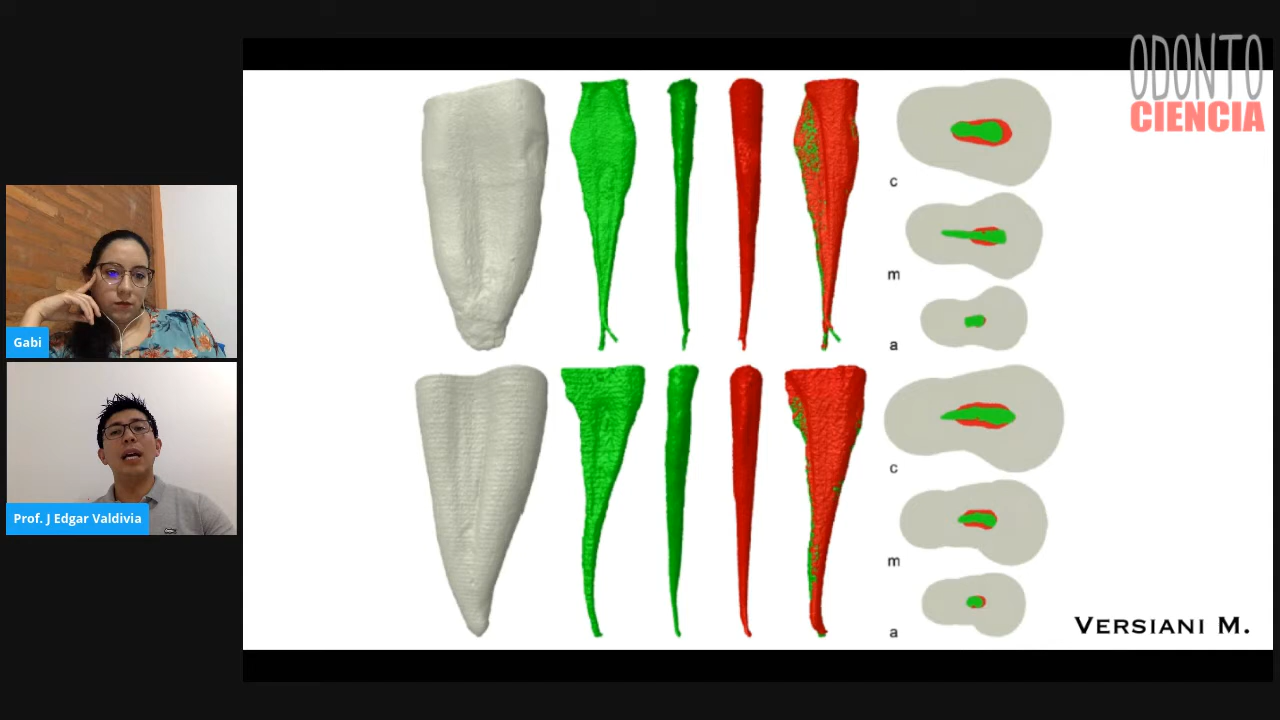 ODONTO
CIENCIA
c
m
a
c
m
a
VERSIANI M.
Gabi
Prof. J Edgar Valdivia